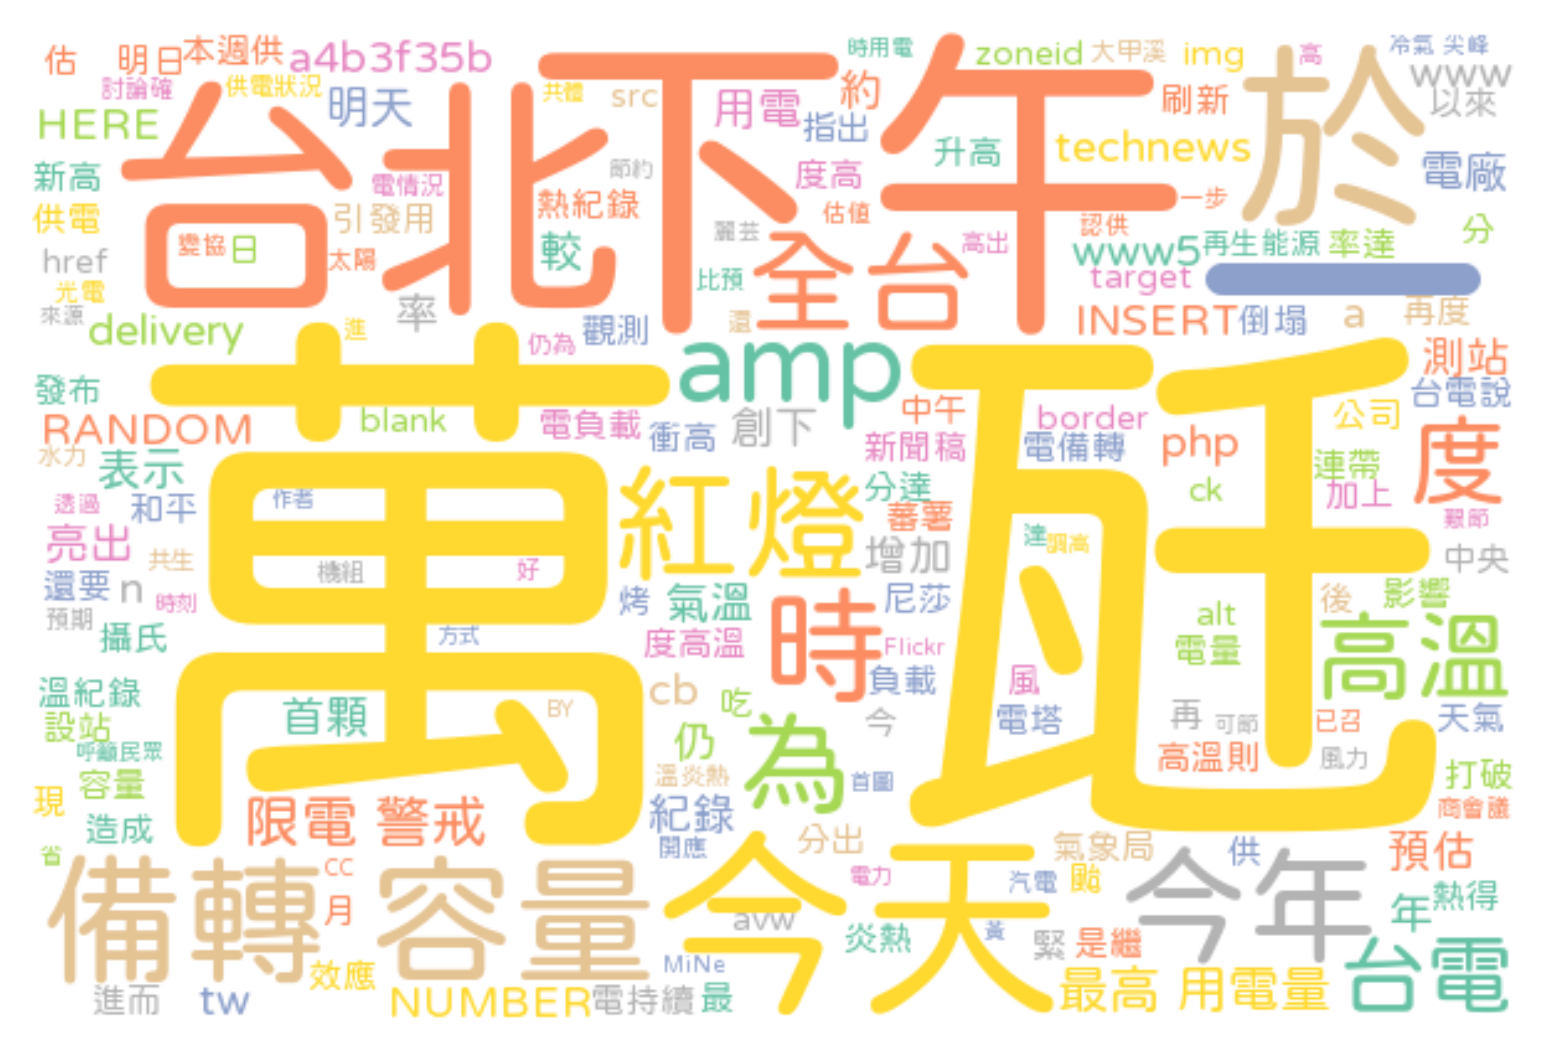 估 明日 本週供 a4b3f35b 時用電 zoneid 大甲溪 img 高 冷氣 尖峰
討論確 供電狀況 明天 共體 src 用電 約 刷新 www
HERE 台北 下午 指出 於 以來
新高 電情況 節約 度高 升高 technews 電廠
供電 引發用 熱紀錄 估值 一步
變協 日 太陽 較 麗芸 全台 高出 認供 www5 再生能源 率達 分
href 光電 比預 target 一
來源 delivery 率 進 仍為 觀測 還 INSERT 倒塌 a 再度
發布 萬 amp 瓩 測站
RANDOM blank 電負載 衝高 創下 中午 border 公司 台電說
水力 表示 新聞稿 電備轉 php 連帶 度
透過 和平 作者 紅燈 分達 ck 加上
亮出 共生 機組 好 蕃薯 增加 達 調高 艱節 中央
還要 n 時刻 烤 氣溫 時 尼莎 後 影響
預期 攝氏 方式 度高溫 Flickr alt 電量 高溫
溫紀錄 首顆 BY cb 吃 負載 風
設站 仍 為 今 電塔 再 可節 已召 天氣
呼籲民眾 容量 溫炎熱 首圖 高溫則 風力 打破
現 造成 限電 警戒 紀錄 商會議
省 開應 分出 氣象局 供 預估
備轉 cc 容量 今天 電力 汽電 颱 今年 熱得
月 avw 炎熱 黃 緊 是繼 年
進而 tw 效應 NUMBER 電持續 MiNe 最 最高 用電量 台電